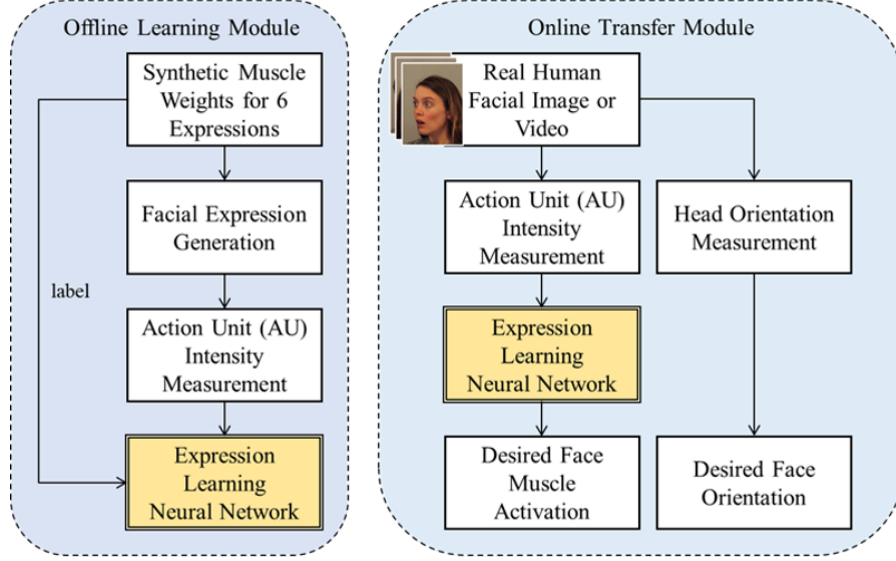 Offline Learning Module
Synthetic Muscle
Weights for 6
Expressions
Facial Expression
Generation
label
Action Unit (AU)
Intensity
Measurement
Expression
Learning
Neural Network
Online Transfer Module
Real Human
Facial Image or
Video
Action Unit (AU)
Intensity
Measurement
Head Orientation
Measurement
Expression
Learning
Neural Network
Desired Face
Muscle
Activation
Desired Face
Orientation